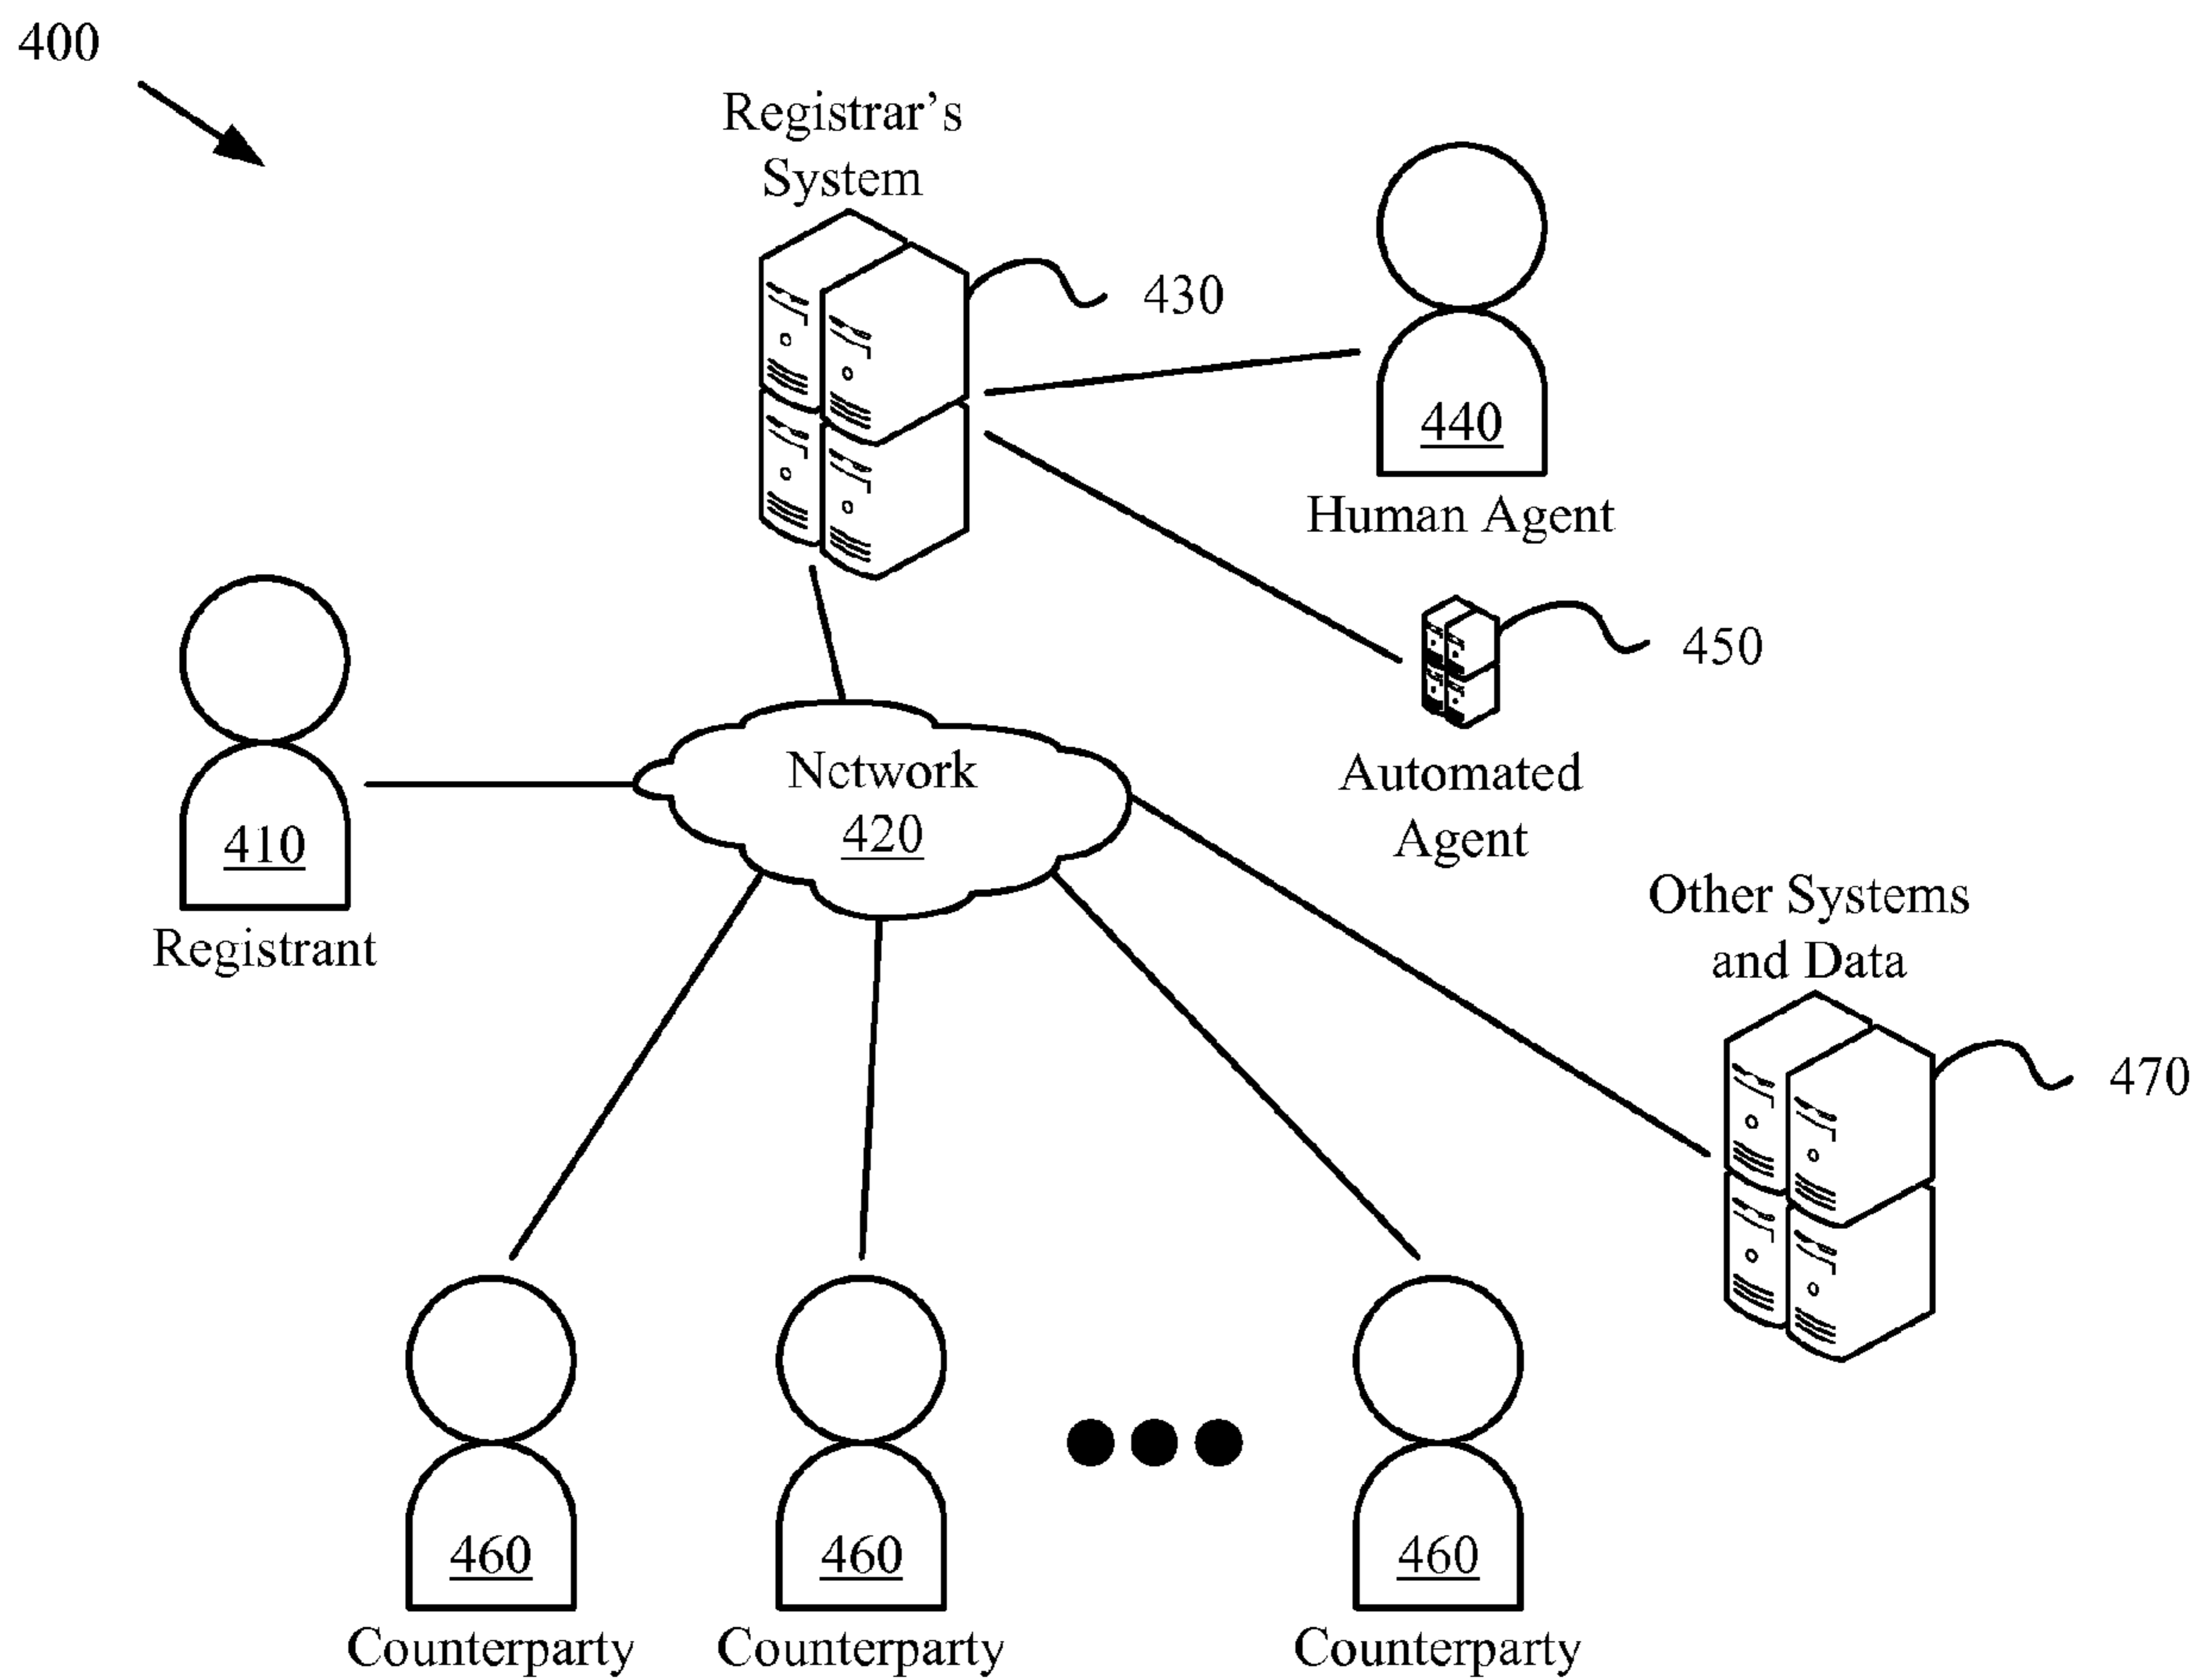 400
Registrar's
System
430
440
Human Agent
450
Automated
Agent
410
Registrant
Network
420
Other Systems
and Data
470
460
Counterparty
460
Counterparty
460
Counterparty